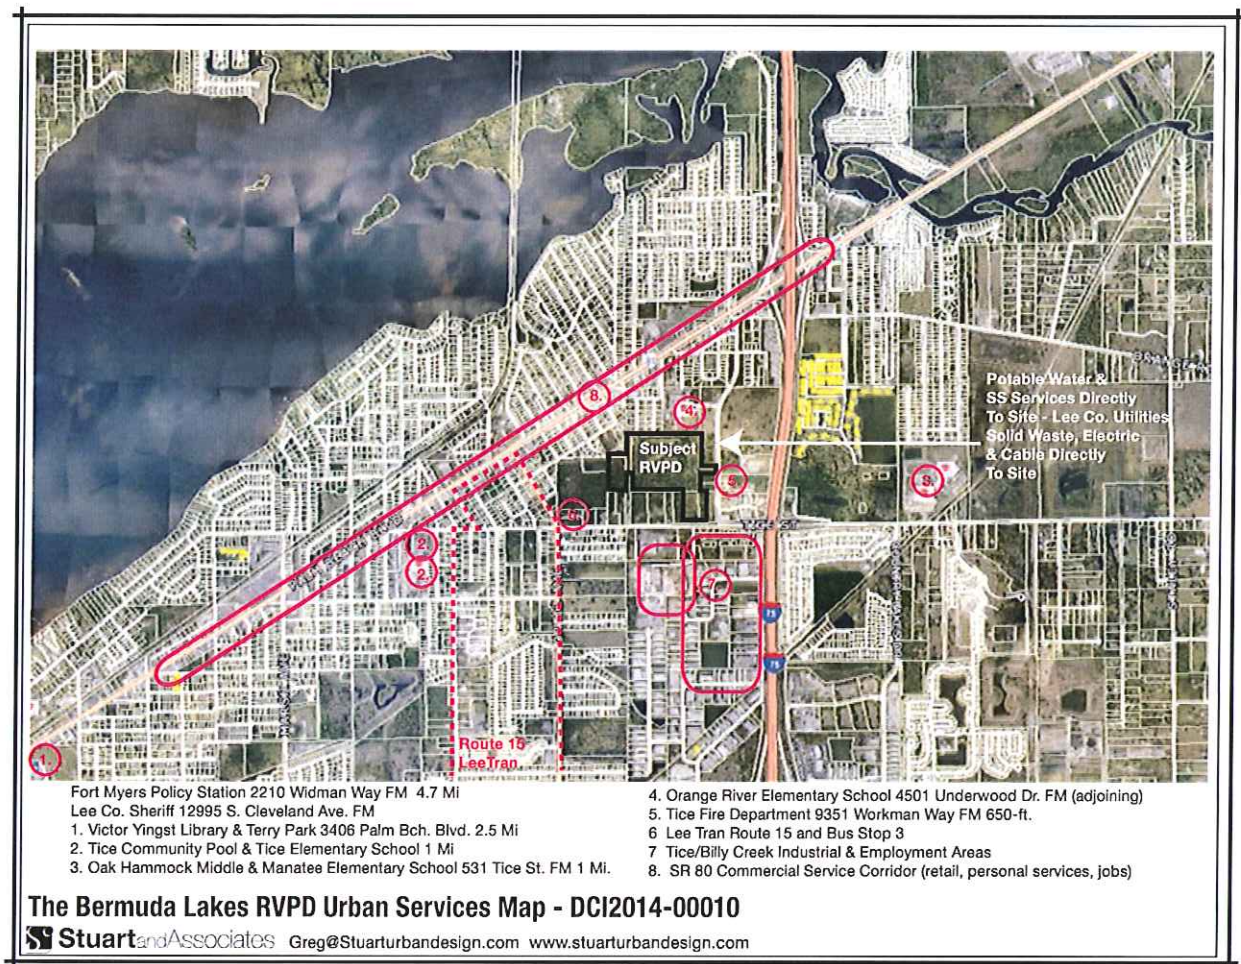 Potable Water &
SS Services Directly
To Site - Lee Co. Utilities
Solid Waste, Electric
& Cable Directly
To Site
8.
4.
Subject
RVPD
5.
TICE ST
2.
2.
7.
75
75
Route 15
LeeTran
1.
Fort Myers Policy Station 2210 Widman Way FM 4.7 Mi
Lee Co. Sheriff 12995 S. Cleveland Ave. FM
1. Victor Yingst Library & Terry Park 3406 Palm Bch. Blvd. 2.5 Mi
2. Tice Community Pool & Tice Elementary School 1 Mi
3. Oak Hammock Middle & Manatee Elementary School 531 Tice St. FM 1 Mi.
4. Orange River Elementary School 4501 Underwood Dr. FM (adjoining)
5. Tice Fire Department 9351 Workman Way FM 650-ft.
6 Lee Tran Route 15 and Bus Stop 3
7 Tice/Billy Creek Industrial & Employment Areas
8. SR 80 Commercial Service Corridor (retail, personal services, jobs)
The Bermuda Lakes RVPD Urban Services Map - DCI2014-00010
StuartandAssociates Greg@Stuarturbandesign.com www.stuarturbandesign.com